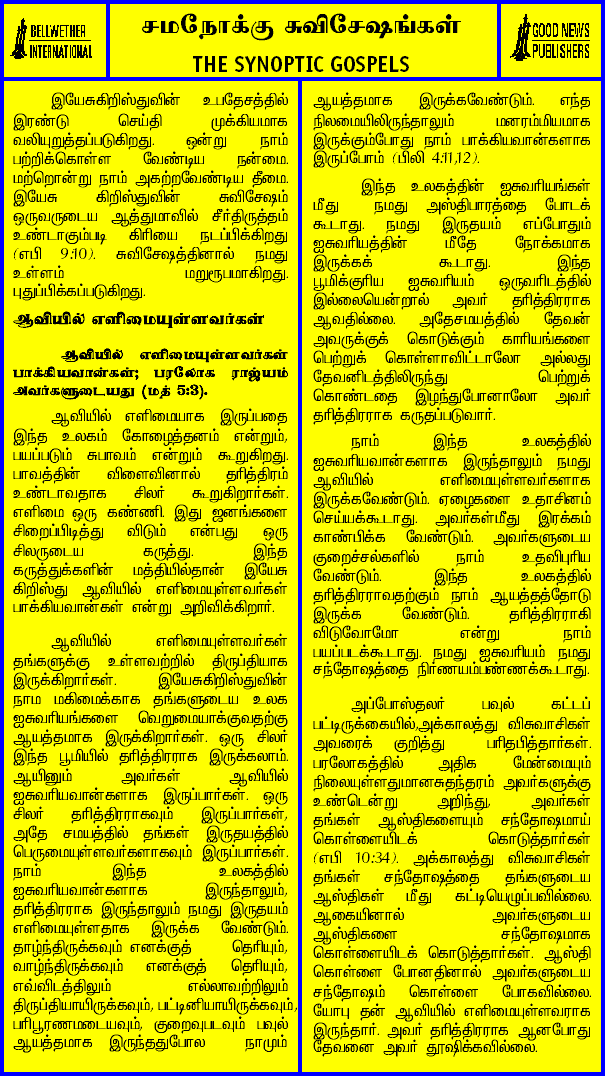 BELLWETHER
INTERNATIONAL
சமநோக்கு சுவிசேஷங்கள்
THE SYNOPTIC GOSPELS
GOOD NEWS
PUBLISHERS
இயேசுகிறிஸ்துவின் உபதேசத்தில்
இரண்டு செய்தி முக்கியமாக
வலியுறுத்தப்படுகிறது. ஒன்று நாம்
பற்றிக்கொள்ள வேண்டிய நன்மை.
மற்றொன்று நாம் அகற்றவேண்டிய தீமை.
இயேசு கிறிஸ்துவின் சுவிசேஷம்
ஒருவருடைய ஆத்துமாவில் சீர்திருத்தம்
உண்டாகும்படி கிரியை நடப்பிக்கிறது
(எபி 9:10). சுவிசேஷத்தினால் நமது
உள்ளம் மறுரூபமாகிறது.
புதுப்பிக்கப்படுகிறது.
ஆவியில் எளிமையுள்ளவர்கள்
ஆவியில் எளிமையுள்ளவர்கள்
பாக்கியவான்கள்; பரலோக ராஜ்யம்
அவர்களுடையது (மத் 5:3).
ஆவியில் எளிமையாக இருப்பதை
இந்த உலகம் கோழைத்தனம் என்றும்,
பயப்படும் சுபாவம் என்றும் கூறுகிறது.
பாவத்தின் விளைவினால் தரித்திரம்
உண்டாவதாக சிலர் கூறுகிறார்கள்.
எளிமை ஒரு கண்ணி. இது ஜனங்களை
சிறைப்பிடித்து விடும் என்பது ஒரு
சிலருடைய கருத்து. இந்த
கருத்துக்களின் மத்தியில்தான் இயேசு
கிறிஸ்து ஆவியில் எளிமையுள்ளவர்கள்
பாக்கியவான்கள் என்று அறிவிக்கிறார்.
ஆவியில் எளிமையுள்ளவர்கள்
தங்களுக்கு உள்ளவற்றில் திருப்தியாக
இருக்கிறார்கள். இயேசுகிறிஸ்துவின்
நாம மகிமைக்காக தங்களுடைய உலக
ஐசுவரியங்களை வெறுமையாக்குவதற்கு
ஆயத்தமாக இருக்கிறார்கள். ஒரு சிலர்
இந்த பூமியில் தரித்திரராக இருக்கலாம்.
ஆயினும் அவர்கள் ஆவியில்
ஐசுவரியவான்களாக இருப்பார்கள். ஒரு
சிலர் தரித்திரராகவும் இருப்பார்கள்,
அதே சமயத்தில் தங்கள் இருதயத்தில்
பெருமையுள்ளவர்களாகவும் இருப்பார்கள்.
நாம் இந்த உலகத்தில்
ஐசுவரியவான்களாக இருந்தாலும்,
தரித்திரராக இருந்தாலும் நமது இருதயம்
எளிமையுள்ளதாக இருக்க வேண்டும்.
தாழ்ந்திருக்கவும் எனக்குத் தெரியும்,
வாழ்ந்திருக்கவும் எனக்குத் தெரியும்,
எவ்விடத்திலும் எல்லாவற்றிலும்
திருப்தியாயிருக்கவும், பட்டினியாயிருக்கவும்,
பரிபூரணமடையவும், குறைவுபடவும் பவுல்
ஆயத்தமாக இருந்ததுபோல நாமும்
ஆயத்தமாக இருக்கவேண்டும். எந்த
நிலமையிலிருந்தாலும் மனரம்மியமாக
இருக்கும்போது நாம் பாக்கியவான்களாக
இருப்போம் (பிலி 4:11,12).
இந்த உலகத்தின் ஐசுவரியங்கள்
மீது நமது அஸ்திபாரத்தை போடக்
கூடாது. நமது இருதயம் எப்போதும்
ஐசுவரியத்தின் மீதே நோக்கமாக
இருக்கக் கூடாது. இந்த
பூமிக்குரிய ஐசுவரியம் ஒருவரிடத்தில்
இல்லையென்றால் அவர் தரித்திரராக
ஆவதில்லை. அதேசமயத்தில் தேவன்
அவருக்குக் கொடுக்கும் காரியங்களை
பெற்றுக் கொள்ளாவிட்டாலோ அல்லது
தேவனிடத்திலிருந்து பெற்றுக்
கொண்டதை இழந்துபோனாலோ அவர்
தரித்திரராக கருதப்படுவார்.
நாம் இந்த உலகத்தில்
ஐசுவரியவான்களாக இருந்தாலும் நமது
ஆவியில் எளிமையுள்ளவர்களாக
இருக்கவேண்டும். ஏழைகளை உதாசினம்
செய்யக்கூடாது. அவர்கள்மீது இரக்கம்
காண்பிக்க வேண்டும். அவர்களுடைய
குறைச்சல்களில் நாம் உதவிபுரிய
வேண்டும். இந்த உலகத்தில்
தரித்திரராவதற்கும் நாம் ஆயத்தத்தோடு
இருக்க வேண்டும். தரித்திரராகி
விடுவோமோ என்று நாம்
பயப்படக்கூடாது. நமது ஐசுவரியம் நமது
சந்தோஷத்தை நிர்ணயம்பண்ணக்கூடாது.
அப்போஸ்தலர் பவுல் கட்டப்
பட்டிருக்கையில்,அக்காலத்து விசுவாசிகள்
அவரைக் குறித்து பரிதபித்தார்கள்.
பரலோகத்தில் அதிக மேன்மையும்
நிலையுள்ளதுமானசுதந்தரம் அவர்களுக்கு
உண்டென்று அறிந்து, அவர்கள்
தங்கள் ஆஸ்திகளையும் சந்தோஷமாய்
கொள்ளையிடக் கொடுத்தார்கள்
(எபி 10:34). அக்காலத்து விசுவாசிகள்
தங்கள் சந்தோஷத்தை தங்களுடைய
ஆஸ்திகள் மீது கட்டியெழுப்பவில்லை.
ஆகையினால் அவர்களுடைய
ஆஸ்திகளை சந்தோஷமாக
கொள்ளையிடக் கொடுத்தார்கள். ஆஸ்தி
கொள்ளை போனதினால் அவர்களுடைய
சந்தோஷம் கொள்ளை போகவில்லை.
யோபு தன் ஆவியில் எளிமையுள்ளவராக
இருந்தார். அவர் தரித்திரராக ஆனபோது
தேவனை அவர் தூஷிக்கவில்லை.